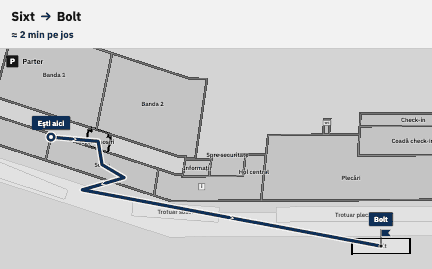 Sixt → Bolt
≈ 2 min pe jos
P Parter
Banda 1
Banda 2
Ești aici
Check-in
Coadă check-in
Spre securitate
Informații
Hol central
Plecări
Trotuar
Trotuar
Bolt